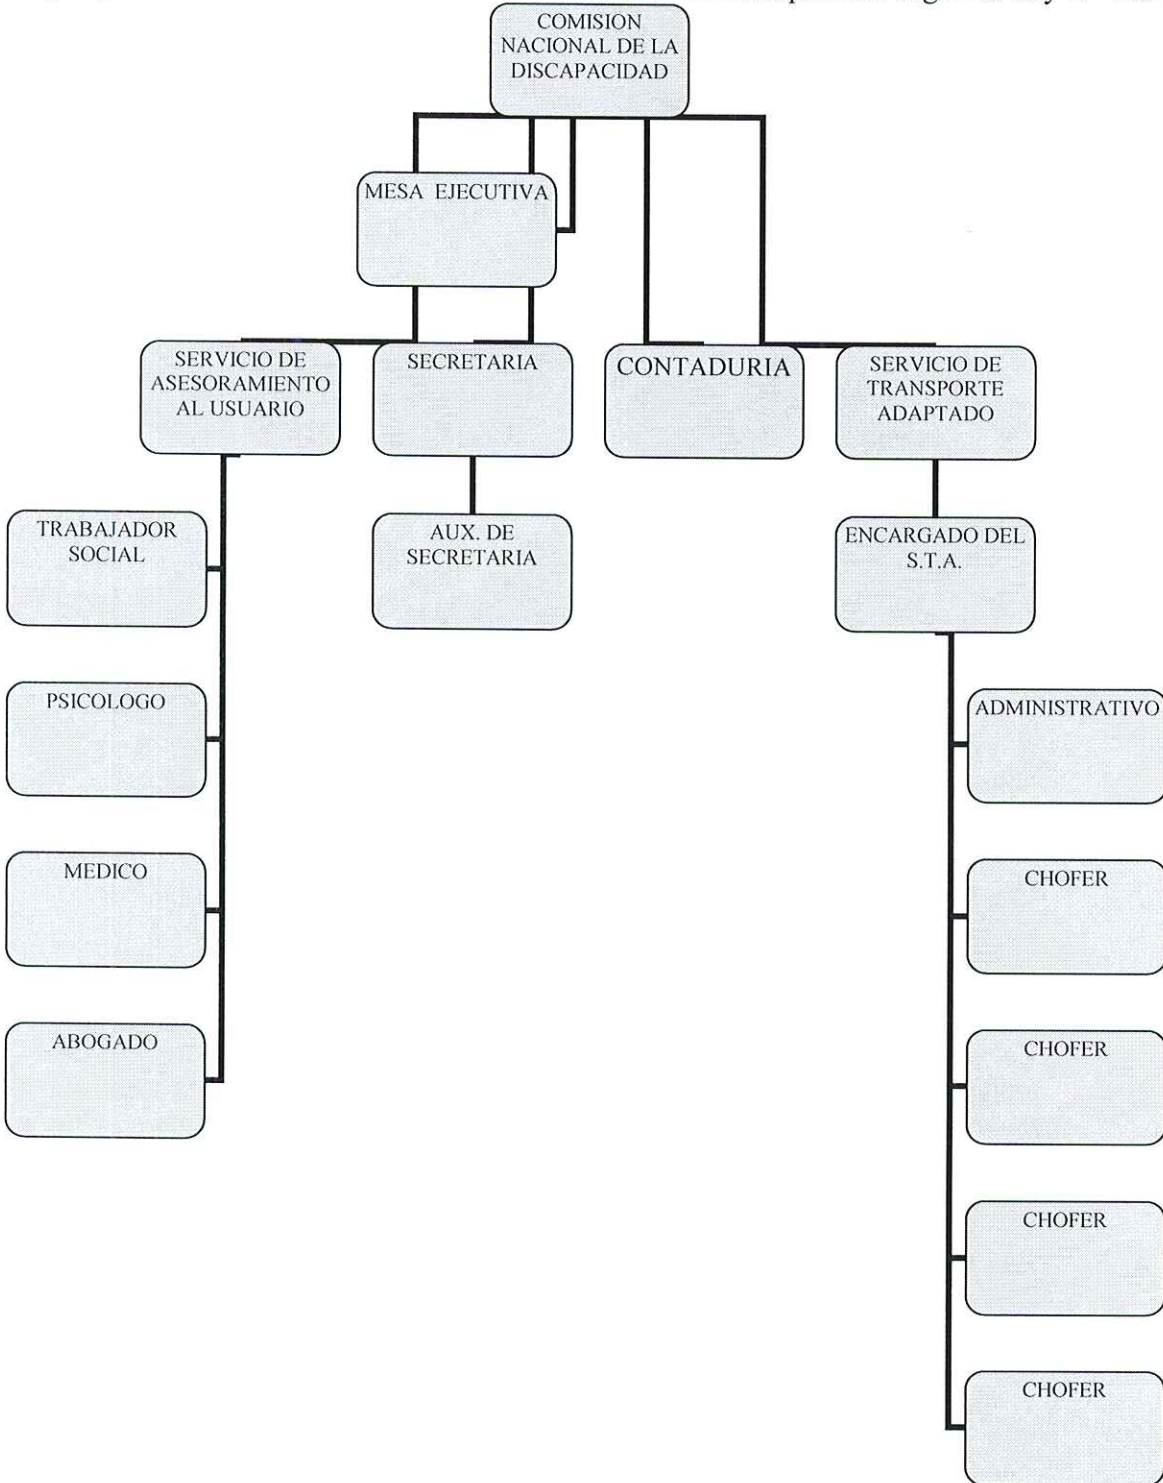 COMISION
NACIONAL DE LA
DISCAPACIDAD
MESA EJECUTIVA
SERVICIO DE
ASESORAMIENTO
AL USUARIO
SECRETARIA
CONTADURIA
SERVICIO DE
TRANSPORTE
ADAPTADO
TRABAJADOR
SOCIAL
AUX. DE
SECRETARIA
ENCARGADO DEL
S.T.A.
PSICOLOGO
ADMINISTRATIVO
MEDICO
CHOFER
ABOGADO
CHOFER
CHOFER
CHOFER